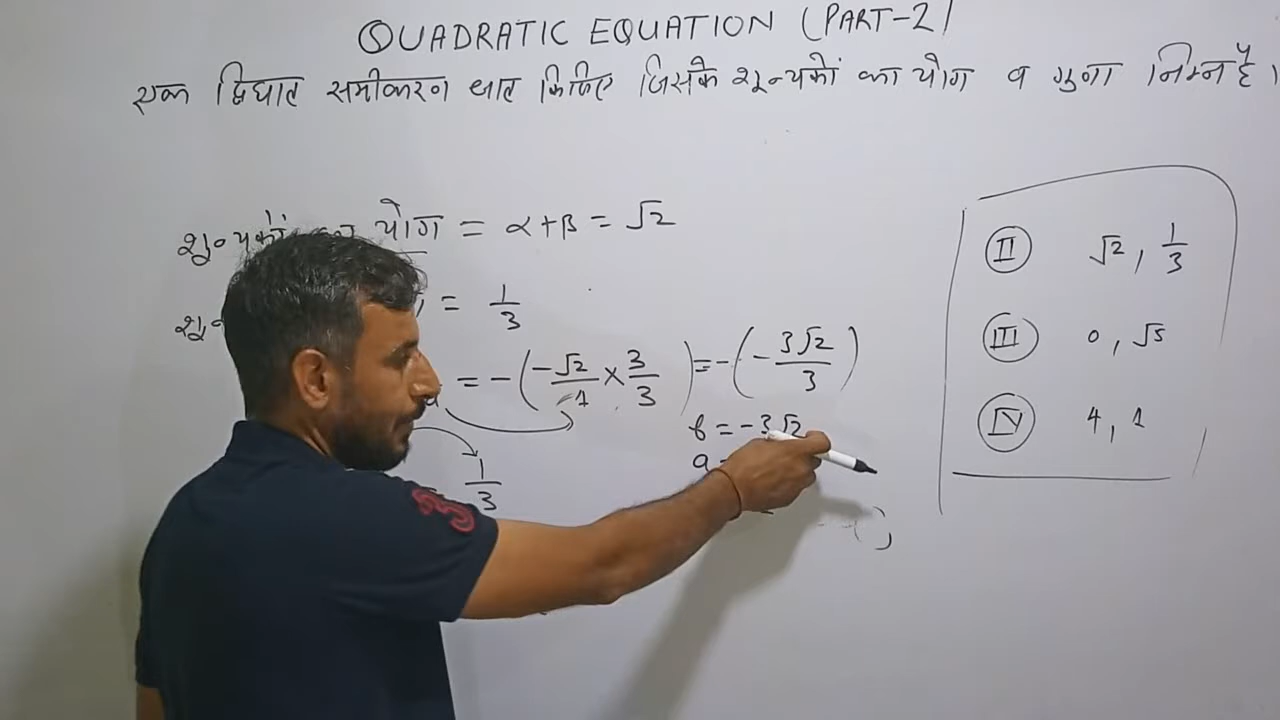 QUADRATIC EQUATION (PART-2)
एक द्विघात समीकरण ज्ञात किजिए जिसके शून्यकों का योग व गुना निम्न है।
योग = α+β = √2
= 1/3
= -(-√2/1 × 3/3) = -(-3√2/3)
b = -3√2
a =
1/3
II √2, 1/3
III 0, √5
IV 4, 1